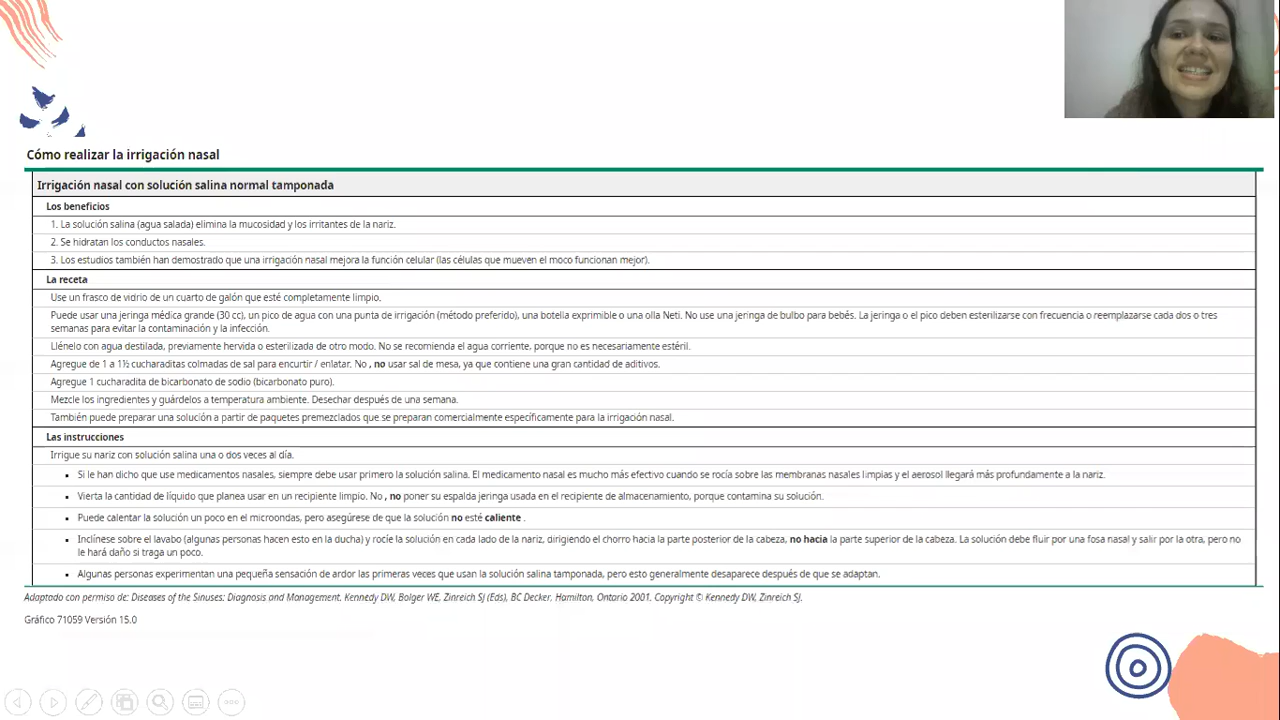 Cómo realizar la irrigación nasal
Irrigación nasal con solución salina normal tamponada
Los beneficios
1. La solución salina (agua salada) elimina la mucosidad y los irritantes de la nariz.
2. Se hidratan los conductos nasales.
3. Los estudios también han demostrado que una irrigación nasal mejora la función celular (las células que mueven el moco funcionan mejor).
La receta
Use un frasco de vidrio de un cuarto de galón que esté completamente limpio.
Puede usar una jeringa médica grande (30 cc), un pico de agua con una punta de irrigación (método preferido), una botella exprimible o una olla Neti. No use una jeringa de bulbo para bebés. La jeringa o el pico deben esterilizarse con frecuencia o reemplazarse cada dos o tres
semanas para evitar la contaminación y la infección.
Llénelo con agua destilada, previamente hervida o esterilizada de otro modo. No se recomienda el agua corriente, porque no es necesariamente estéril.
Agregue de 1 a 1½ cucharaditas colmadas de sal para encurtir / enlatar. No , no usar sal de mesa, ya que contiene una gran cantidad de aditivos.
Agregue 1 cucharadita de bicarbonato de sodio (bicarbonato puro).
Mezcle los ingredientes y guárdelos a temperatura ambiente. Desechar después de una semana.
También puede preparar una solución a partir de paquetes premezclados que se preparan comercialmente específicamente para la irrigación nasal.
Las instrucciones
Irrigue su nariz con solución salina una o dos veces al día.
• Si le han dicho que use medicamentos nasales, siempre debe usar primero la solución salina. El medicamento nasal es mucho más efectivo cuando se rocía sobre las membranas nasales limpias y el aerosol llegará más profundamente a la nariz.
• Vierta la cantidad de líquido que planea usar en un recipiente limpio. No , no poner su espalda jeringa usada en el recipiente de almacenamiento, porque contamina su solución.
• Puede calentar la solución un poco en el microondas, pero asegúrese de que la solución no esté caliente .
• Inclínese sobre el lavabo (algunas personas hacen esto en la ducha) y rocíe la solución en cada lado de la nariz, dirigiendo el chorro hacia la parte posterior de la cabeza, no hacia la parte superior de la cabeza. La solución debe fluir por una fosa nasal y salir por la otra, pero no
le hará daño si traga un poco.
• Algunas personas experimentan una pequeña sensación de ardor las primeras veces que usan la solución salina tamponada, pero esto generalmente desaparece después de que se adaptan.
Adaptado con permiso de: Diseases of the Sinuses: Diagnosis and Management. Kennedy DW, Bolger WE, Zinreich SJ (Eds), BC Decker, Hamilton, Ontario 2001. Copyright © Kennedy DW, Zinreich SJ.
Gráfico 71059 Versión 15.0